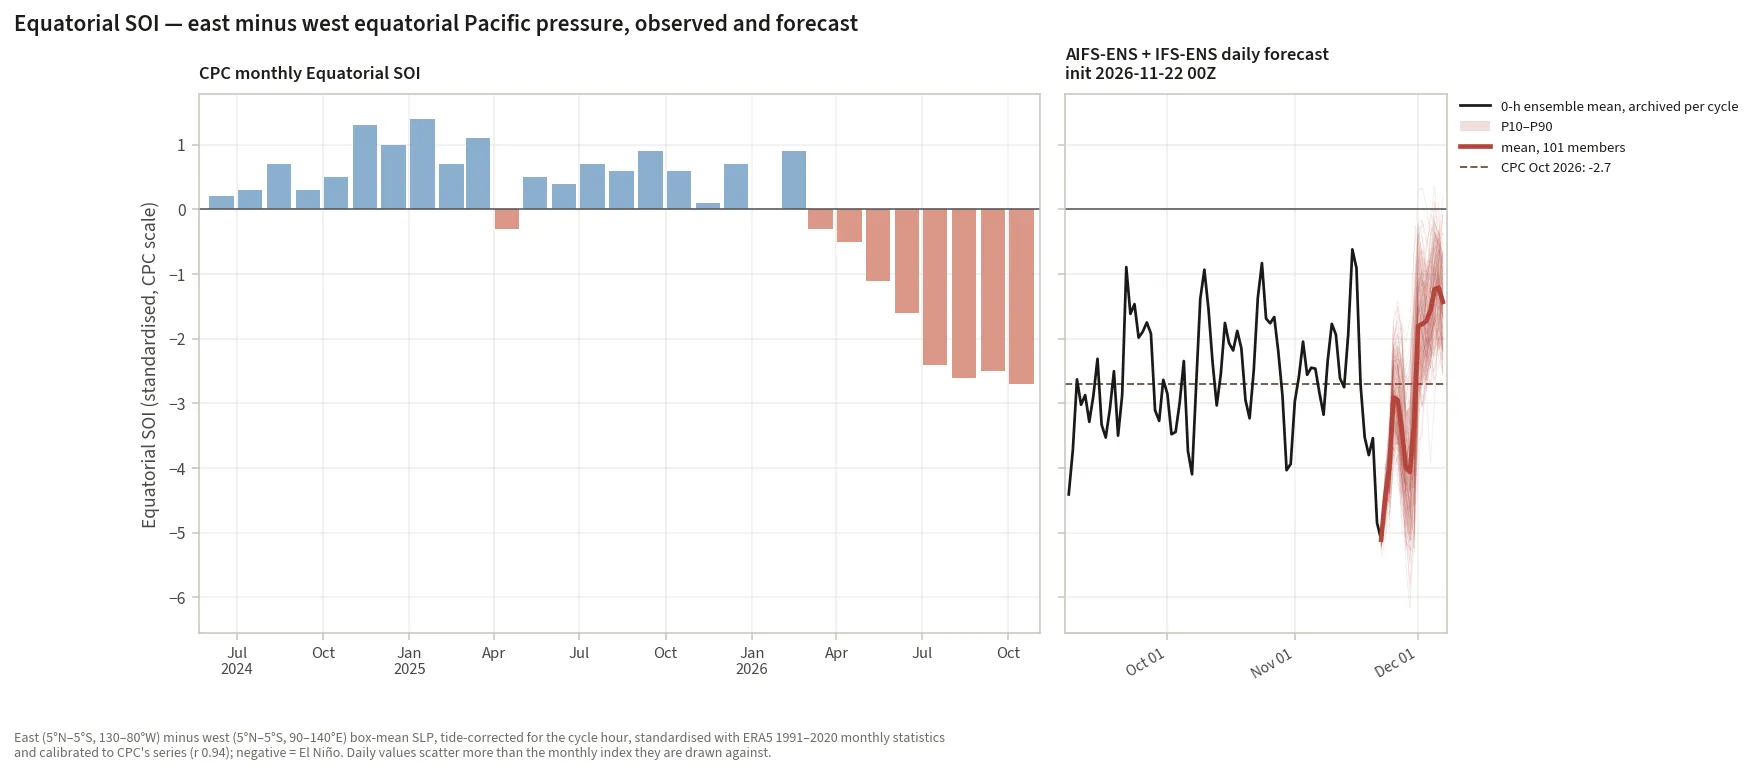 Equatorial SOI — east minus west equatorial Pacific pressure, observed and forecast
CPC monthly Equatorial SOI
AIFS-ENS + IFS-ENS daily forecast
init 2026-11-22 00Z
0-h ensemble mean, archived per cycle
P10–P90
mean, 101 members
CPC Oct 2026: -2.7
Equatorial SOI (standardised, CPC scale)
1
0
−1
−2
−3
−4
−5
−6
Jul
2024
Oct
Jan
2025
Apr
Jul
Oct
Jan
2026
Apr
Jul
Oct
Oct 01
Nov 01
Dec 01
East (5°N–5°S, 130–80°W) minus west (5°N–5°S, 90–140°E) box-mean SLP, tide-corrected for the cycle hour, standardised with ERA5 1991–2020 monthly statistics
and calibrated to CPC's series (r 0.94); negative = El Niño. Daily values scatter more than the monthly index they are drawn against.